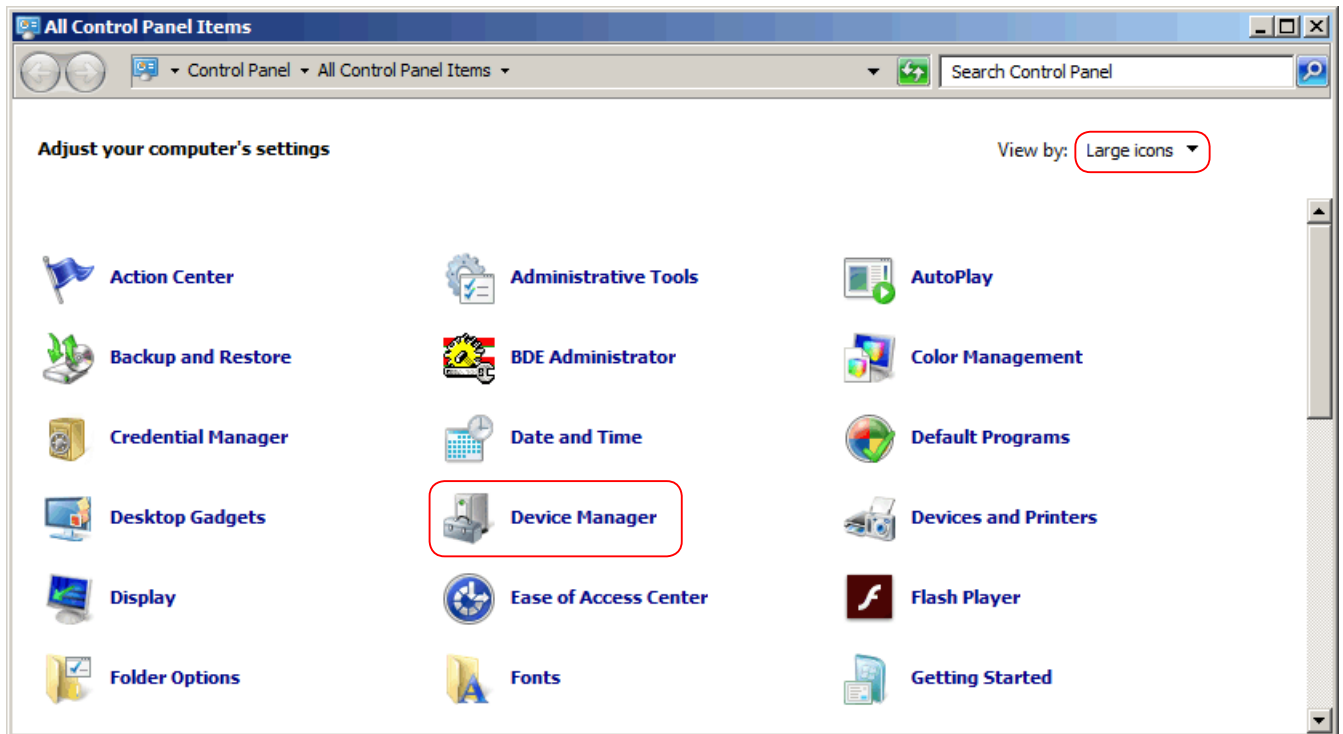 All Control Panel Items
Control Panel All Control Panel Items Search Control Panel
Adjust your computer's settings View by: Large icons
Action Center Administrative Tools AutoPlay
Backup and Restore BDE Administrator Color Management
Credential Manager Date and Time Default Programs
Desktop Gadgets Device Manager Devices and Printers
Display Ease of Access Center Flash Player
Folder Options Fonts Getting Started